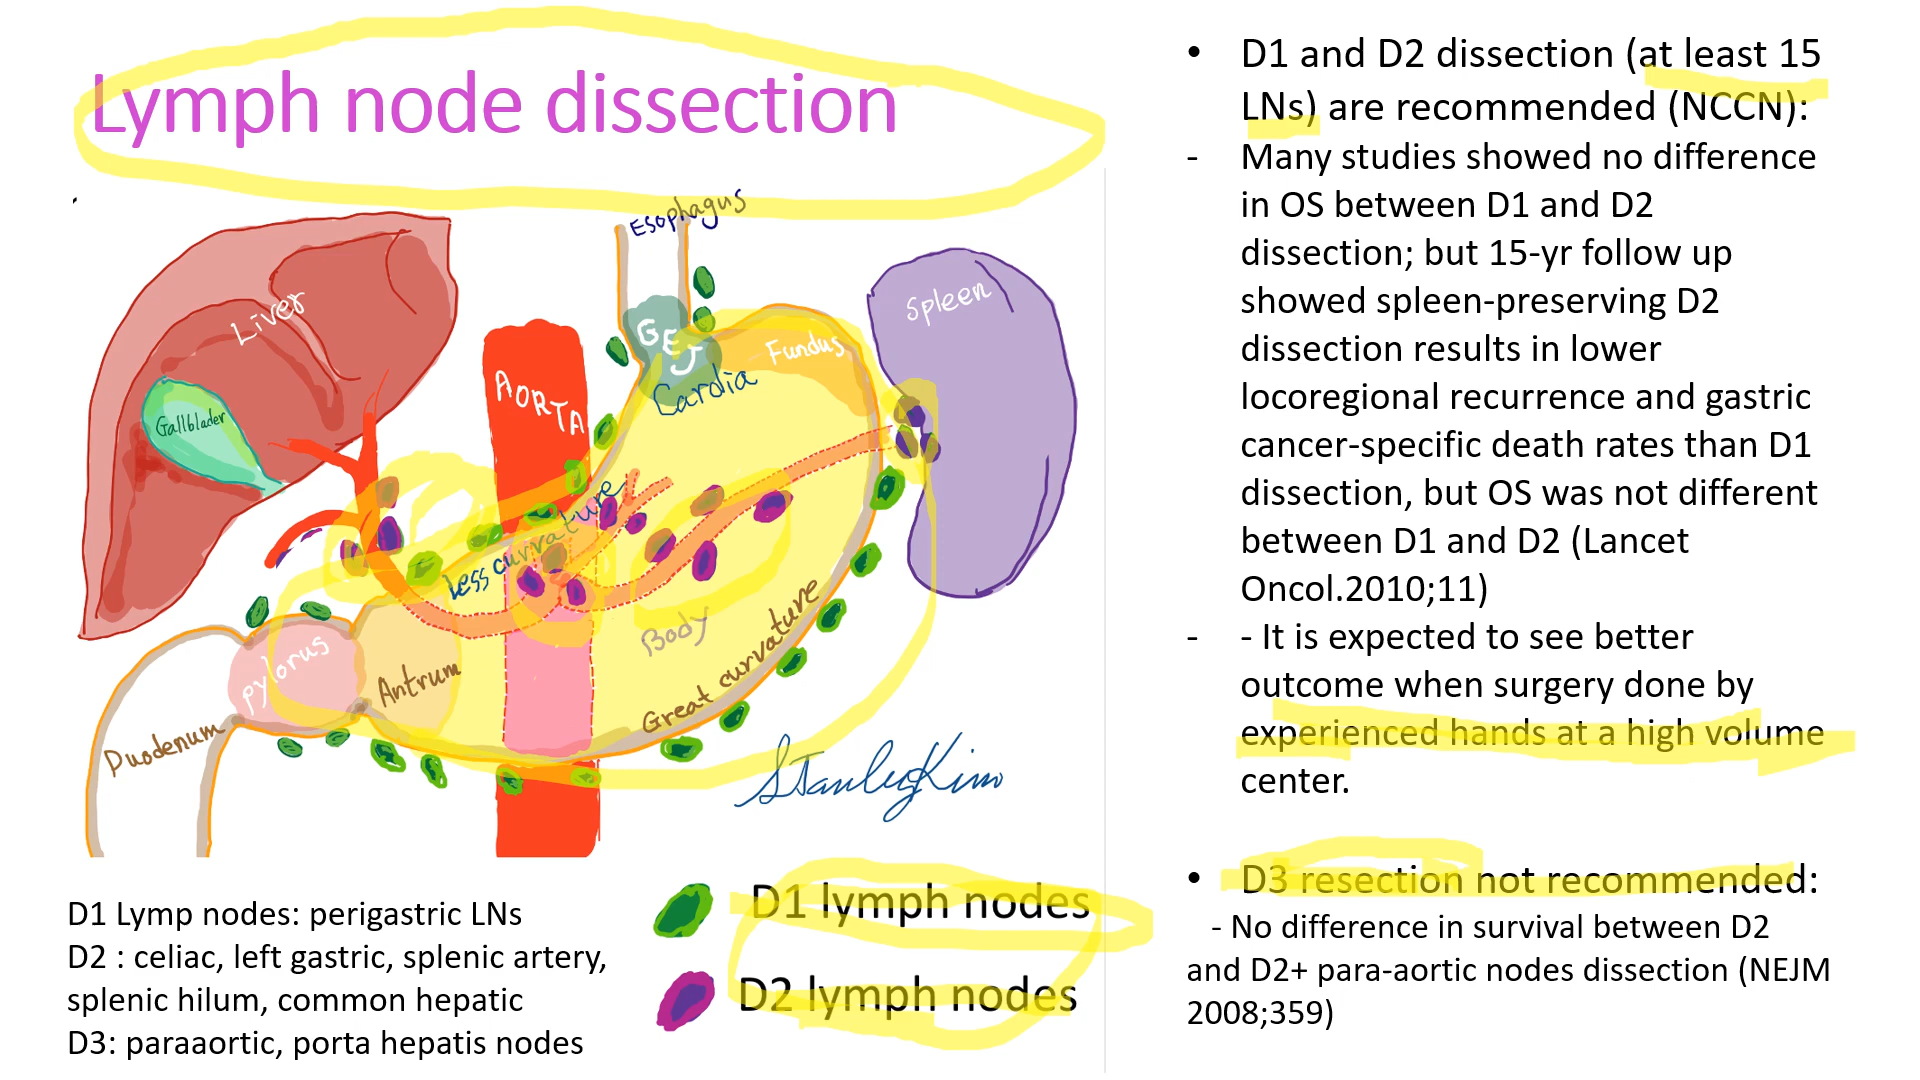 Lymph node dissection
Esophagus
Liver
Spleen
GEJ
Fundus
AORTA
Cardia
Gallbladder
less curvature
Body
pylorus
Antrum
Great curvature
Duodenum
StanleyKim
D1 lymph nodes
D2 lymph nodes
D1 Lymp nodes: perigastric LNs
D2 : celiac, left gastric, splenic artery,
splenic hilum, common hepatic
D3: paraaortic, porta hepatis nodes
• D1 and D2 dissection (at least 15
LNs) are recommended (NCCN):
- Many studies showed no difference
in OS between D1 and D2
dissection; but 15-yr follow up
showed spleen-preserving D2
dissection results in lower
locoregional recurrence and gastric
cancer-specific death rates than D1
dissection, but OS was not different
between D1 and D2 (Lancet
Oncol.2010;11)
- - It is expected to see better
outcome when surgery done by
experienced hands at a high volume
center.
• D3 resection not recommended:
- No difference in survival between D2
and D2+ para-aortic nodes dissection (NEJM
2008;359)